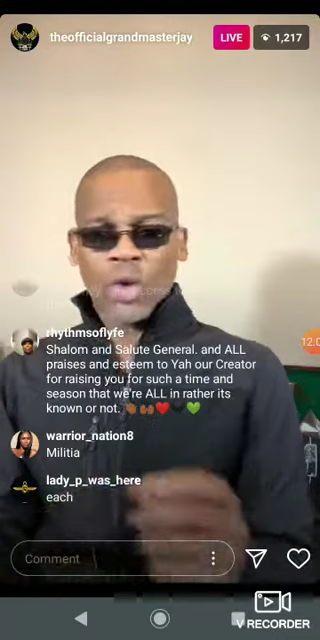 theofficialgrandmasterjay
LIVE
1,217
rhythmsoflyfe
Shalom and Salute General. and ALL
praises and esteem to Yah our Creator
for raising you for such a time and
season that we're ALL in rather its
known or not. 👏🏾🙌🏾❤️🖤💚
warrior_nation8
Militia
lady_p_was_here
each
12:0
Comment
V RECORDER